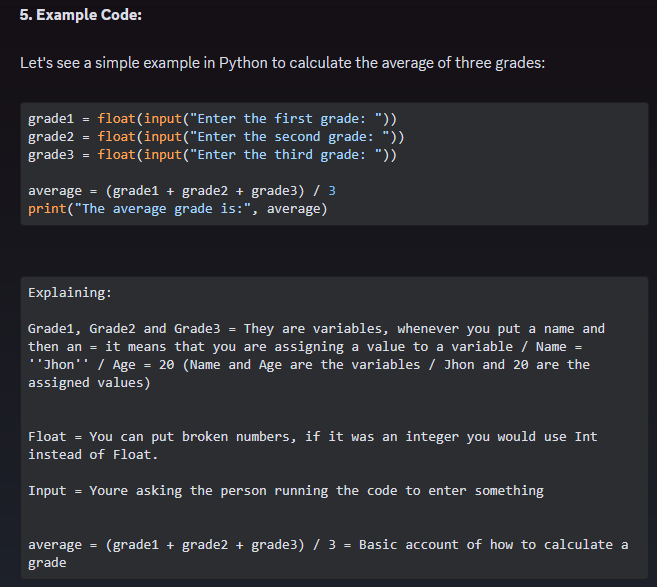 5. Example Code:
Let's see a simple example in Python to calculate the average of three grades:
grade1 = float(input("Enter the first grade: "))
grade2 = float(input("Enter the second grade: "))
grade3 = float(input("Enter the third grade: "))
average = (grade1 + grade2 + grade3) / 3
print("The average grade is:", average)
Explaining:
Grade1, Grade2 and Grade3 = They are variables, whenever you put a name and
then an = it means that you are assigning a value to a variable / Name =
''Jhon'' / Age = 20 (Name and Age are the variables / Jhon and 20 are the
assigned values)
Float = You can put broken numbers, if it was an integer you would use Int
instead of Float.
Input = Youre asking the person running the code to enter something
average = (grade1 + grade2 + grade3) / 3 = Basic account of how to calculate a
grade